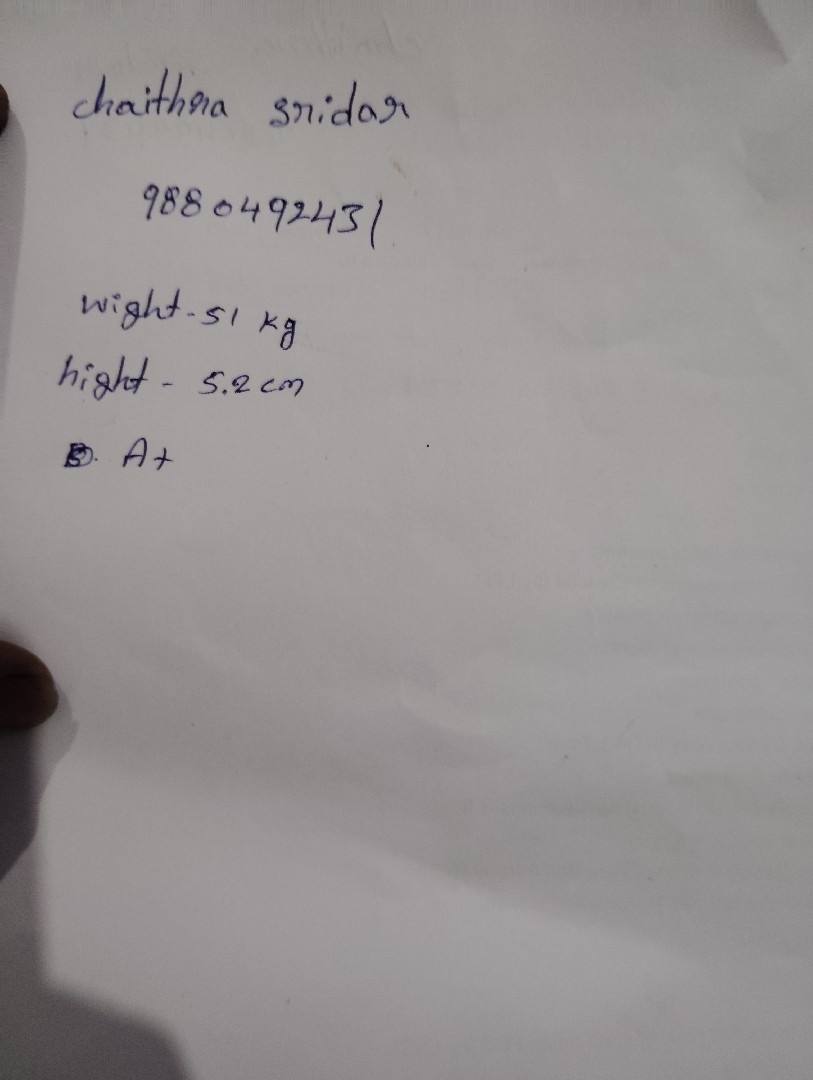 chaithra sridar
9880492431
wight - 51 kg
hight - 5.2 cm
B. A+